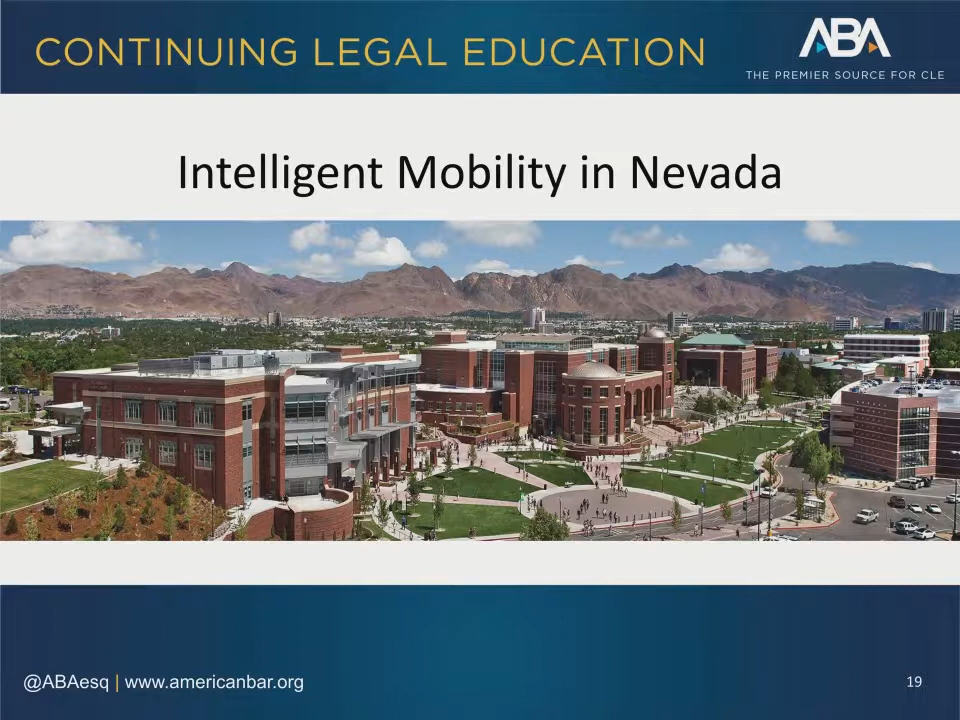 CONTINUING LEGAL EDUCATION
ABA
THE PREMIER SOURCE FOR CLE
Intelligent Mobility in Nevada
@ABAesq | www.americanbar.org
19